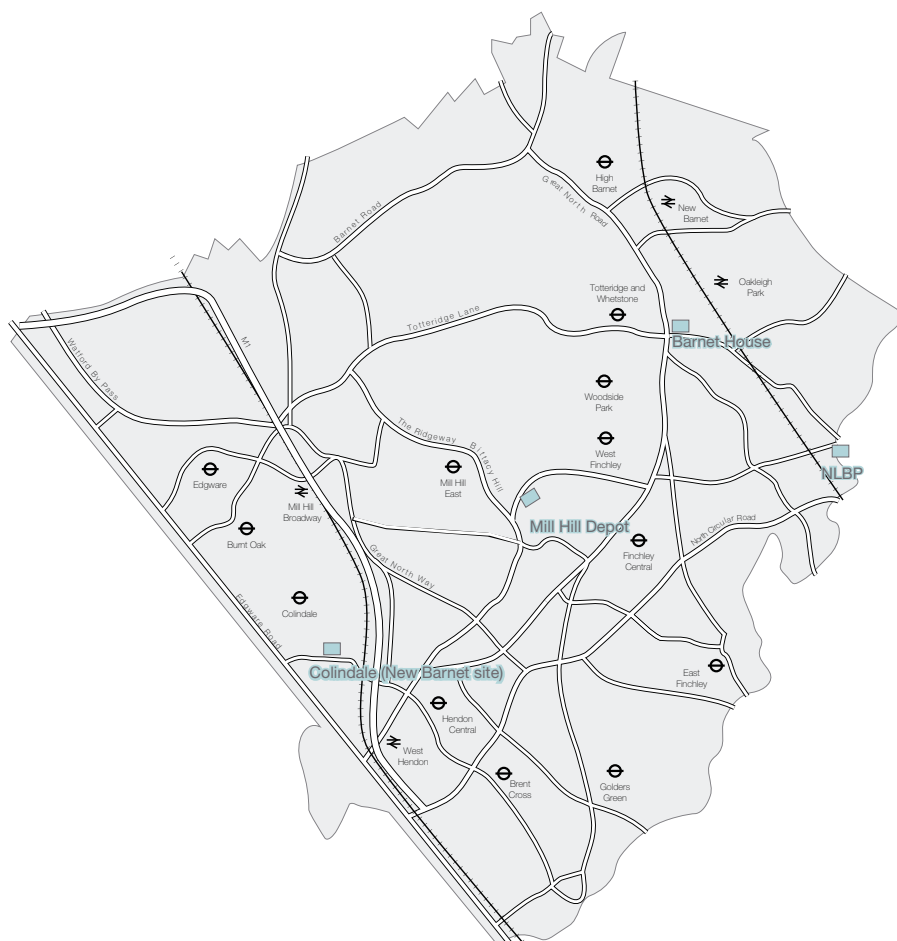 High
Barnet
Great North Road
New
Barnet
Barnet Road
Oakleigh
Park
Totteridge and
Whetstone
Totteridge Lane
Barnet House
M1
Watford By Pass
Woodside
Park
The Ridgeway
Bittacy Hill
West
Finchley
Edgware
Mill Hill
East
NLBP
Mill Hill
Broadway
Mill Hill Depot
North Circular Road
Burnt Oak
Finchley
Central
Great North Way
Colindale
Edgware Road
Colindale (New Barnet site)
East
Finchley
Hendon
Central
West
Hendon
Brent
Cross
Golders
Green